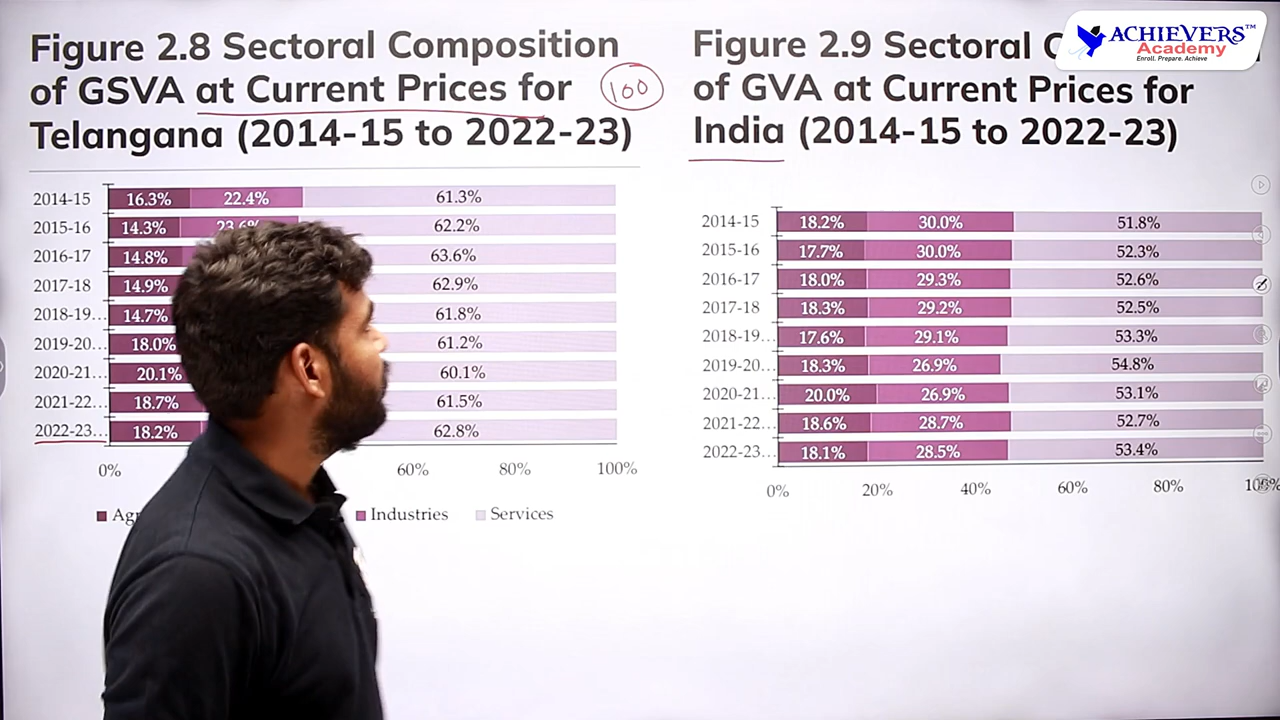 Figure 2.8 Sectoral Composition
of GSVA at Current Prices for
Telangana (2014-15 to 2022-23)
100
2014-15 16.3% 22.4% 61.3%
2015-16 14.3% 23.6% 62.2%
2016-17 14.8% 63.6%
2017-18 14.9% 62.9%
2018-19... 14.7% 61.8%
2019-20... 18.0% 61.2%
2020-21... 20.1% 60.1%
2021-22... 18.7% 61.5%
2022-23... 18.2% 62.8%
0% 60% 80% 100%
Industries Services
Figure 2.9 Sectoral
of GVA at Current Prices for
India (2014-15 to 2022-23)
2014-15 18.2% 30.0% 51.8%
2015-16 17.7% 30.0% 52.3%
2016-17 18.0% 29.3% 52.6%
2017-18 18.3% 29.2% 52.5%
2018-19... 17.6% 29.1% 53.3%
2019-20... 18.3% 26.9% 54.8%
2020-21... 20.0% 26.9% 53.1%
2021-22... 18.6% 28.7% 52.7%
2022-23... 18.1% 28.5% 53.4%
0% 20% 40% 60% 80% 100%
ACHIEVERS™
Academy
Enroll. Prepare. Achieve